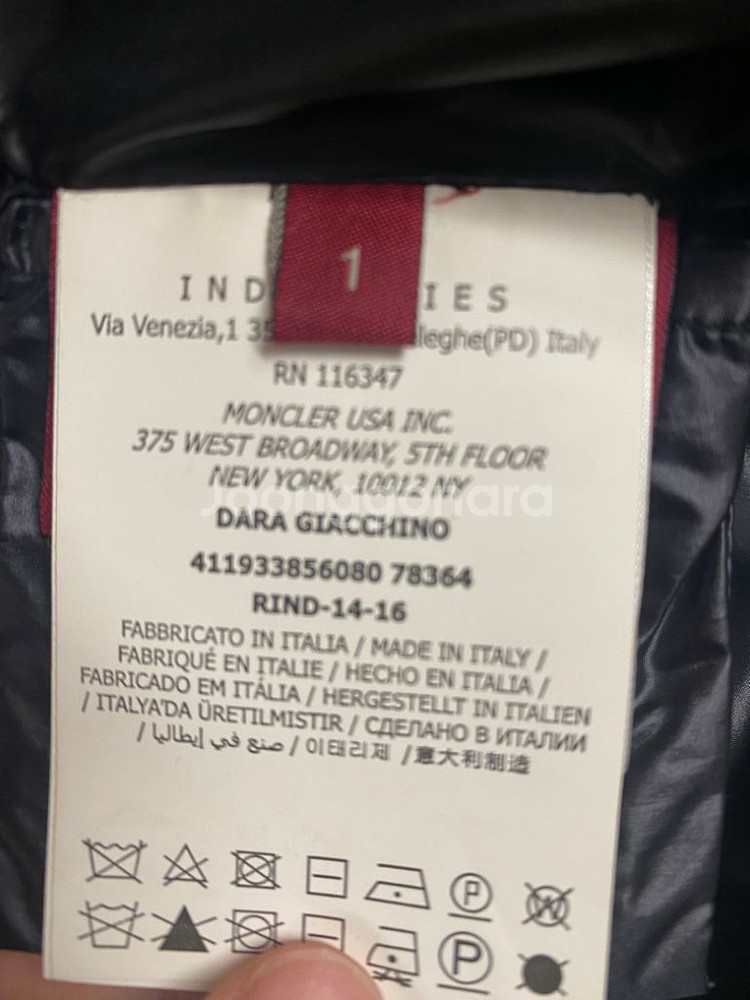 1
IND IES
Via Venezia,1 35 leghe(PD) Italy
RN 116347
MONCLER USA INC.
375 WEST BROADWAY, 5TH FLOOR
NEW YORK, 10012 NY
joonggonara
DARA GIACCHINO
411933856080 78364
RIND-14-16
FABBRICATO IN ITALIA / MADE IN ITALY /
FABRIQUÉ EN ITALIE / HECHO EN ITALIA /
FABRICADO EM ITÁLIA / HERGESTELLT IN ITALIEN
/ ITALYA'DA ÜRETILMISTIR / СДЕЛАНО В ИТАЛИИ
/ صنع في إيطاليا / 이태리제 / 意大利制造
P W
P